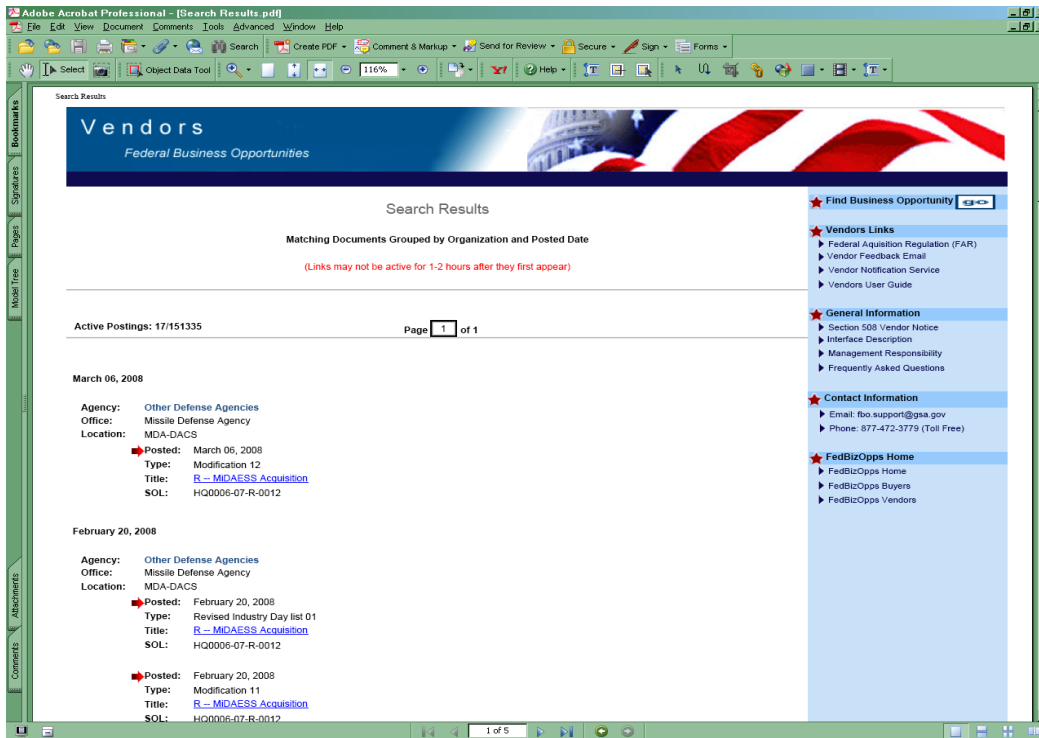 Adobe Acrobat Professional - [Search Results.pdf]
File Edit View Document Comments Tools Advanced Window Help
Search Create PDF Comment & Markup Send for Review Secure Sign Forms
Select Object Data Tool 116% Y! Help
Bookmarks
Signatures
Pages
Model Tree
Attachments
Comments
Search Results
Vendors
Federal Business Opportunities
Search Results
Matching Documents Grouped by Organization and Posted Date
(Links may not be active for 1-2 hours after they first appear)
Active Postings: 17/151335
Page 1 of 1
March 06, 2008
Agency: Other Defense Agencies
Office: Missile Defense Agency
Location: MDA-DACS
Posted: March 06, 2008
Type: Modification 12
Title: R -- MiDAESS Acquisition
SOL: HQ0006-07-R-0012
February 20, 2008
Agency: Other Defense Agencies
Office: Missile Defense Agency
Location: MDA-DACS
Posted: February 20, 2008
Type: Revised Industry Day list 01
Title: R -- MiDAESS Acquisition
SOL: HQ0006-07-R-0012
Posted: February 20, 2008
Type: Modification 11
Title: R -- MiDAESS Acquisition
SOL: HQ0006-07-R-0012
Find Business Opportunity go
Vendors Links
Federal Aquisition Regulation (FAR)
Vendor Feedback Email
Vendor Notification Service
Vendors User Guide
General Information
Section 508 Vendor Notice
Interface Description
Management Responsibility
Frequently Asked Questions
Contact Information
Email: fbo.support@gsa.gov
Phone: 877-472-3779 (Toll Free)
FedBizOpps Home
FedBizOpps Home
FedBizOpps Buyers
FedBizOpps Vendors
1 of 5